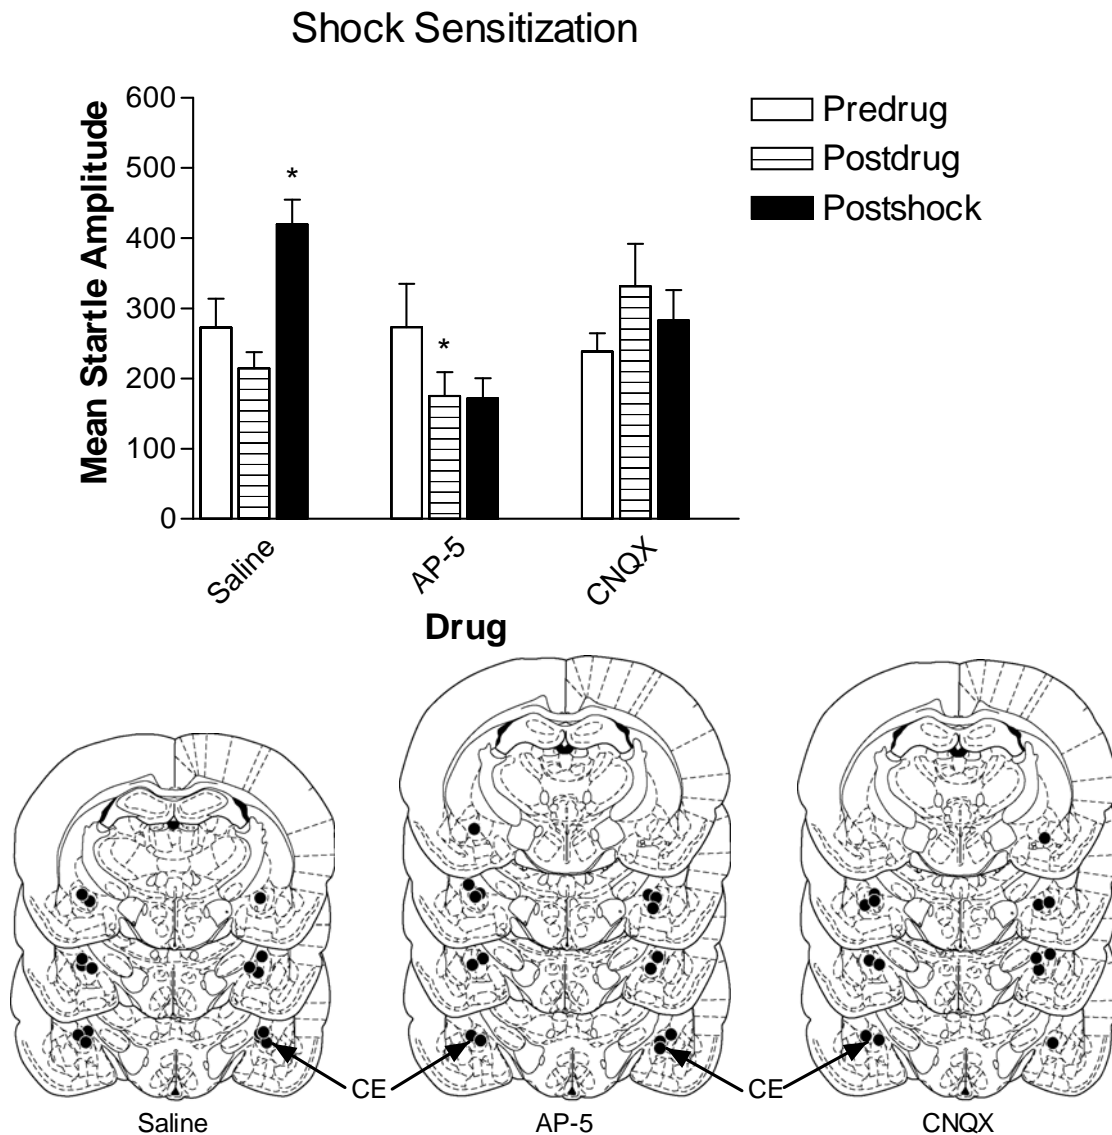 Shock Sensitization
Mean Startle Amplitude
600
500
400
300
200
100
0
*
*
Predrug
Postdrug
Postshock
Saline
AP-5
CNQX
Drug
CE
CE
Saline
AP-5
CNQX